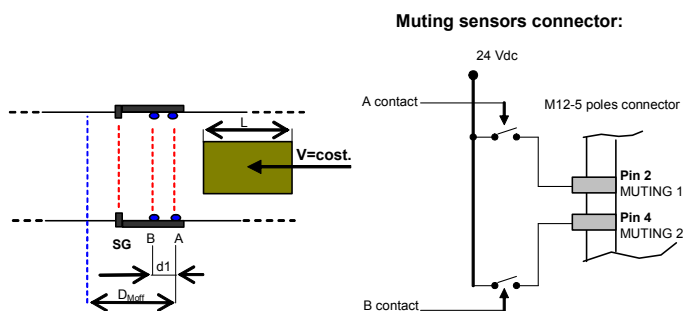 Muting sensors connector:
24 Vdc
A contact
M12-5 poles connector
L
V=cost.
Pin 2
MUTING 1
Pin 4
MUTING 2
SG B A
d1
DMoff
B contact